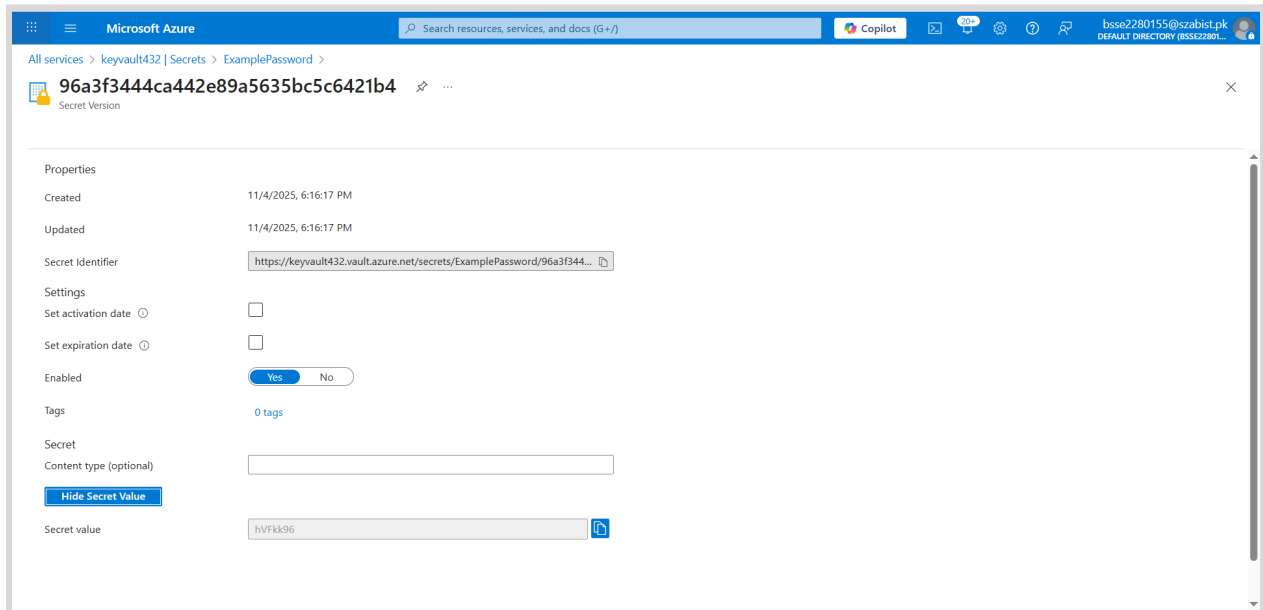 Microsoft Azure
Search resources, services, and docs (G+/)
Copilot
20+
bsse2280155@szabist.pk
DEFAULT DIRECTORY (BSSE22801...
All services > keyvault432 | Secrets > ExamplePassword >
96a3f3444ca442e89a5635bc5c6421b4 ...
Secret Version
Properties
Created 11/4/2025, 6:16:17 PM
Updated 11/4/2025, 6:16:17 PM
Secret Identifier https://keyvault432.vault.azure.net/secrets/ExamplePassword/96a3f344...
Settings
Set activation date
Set expiration date
Enabled Yes No
Tags 0 tags
Secret
Content type (optional)
Hide Secret Value
Secret value hVFkk96